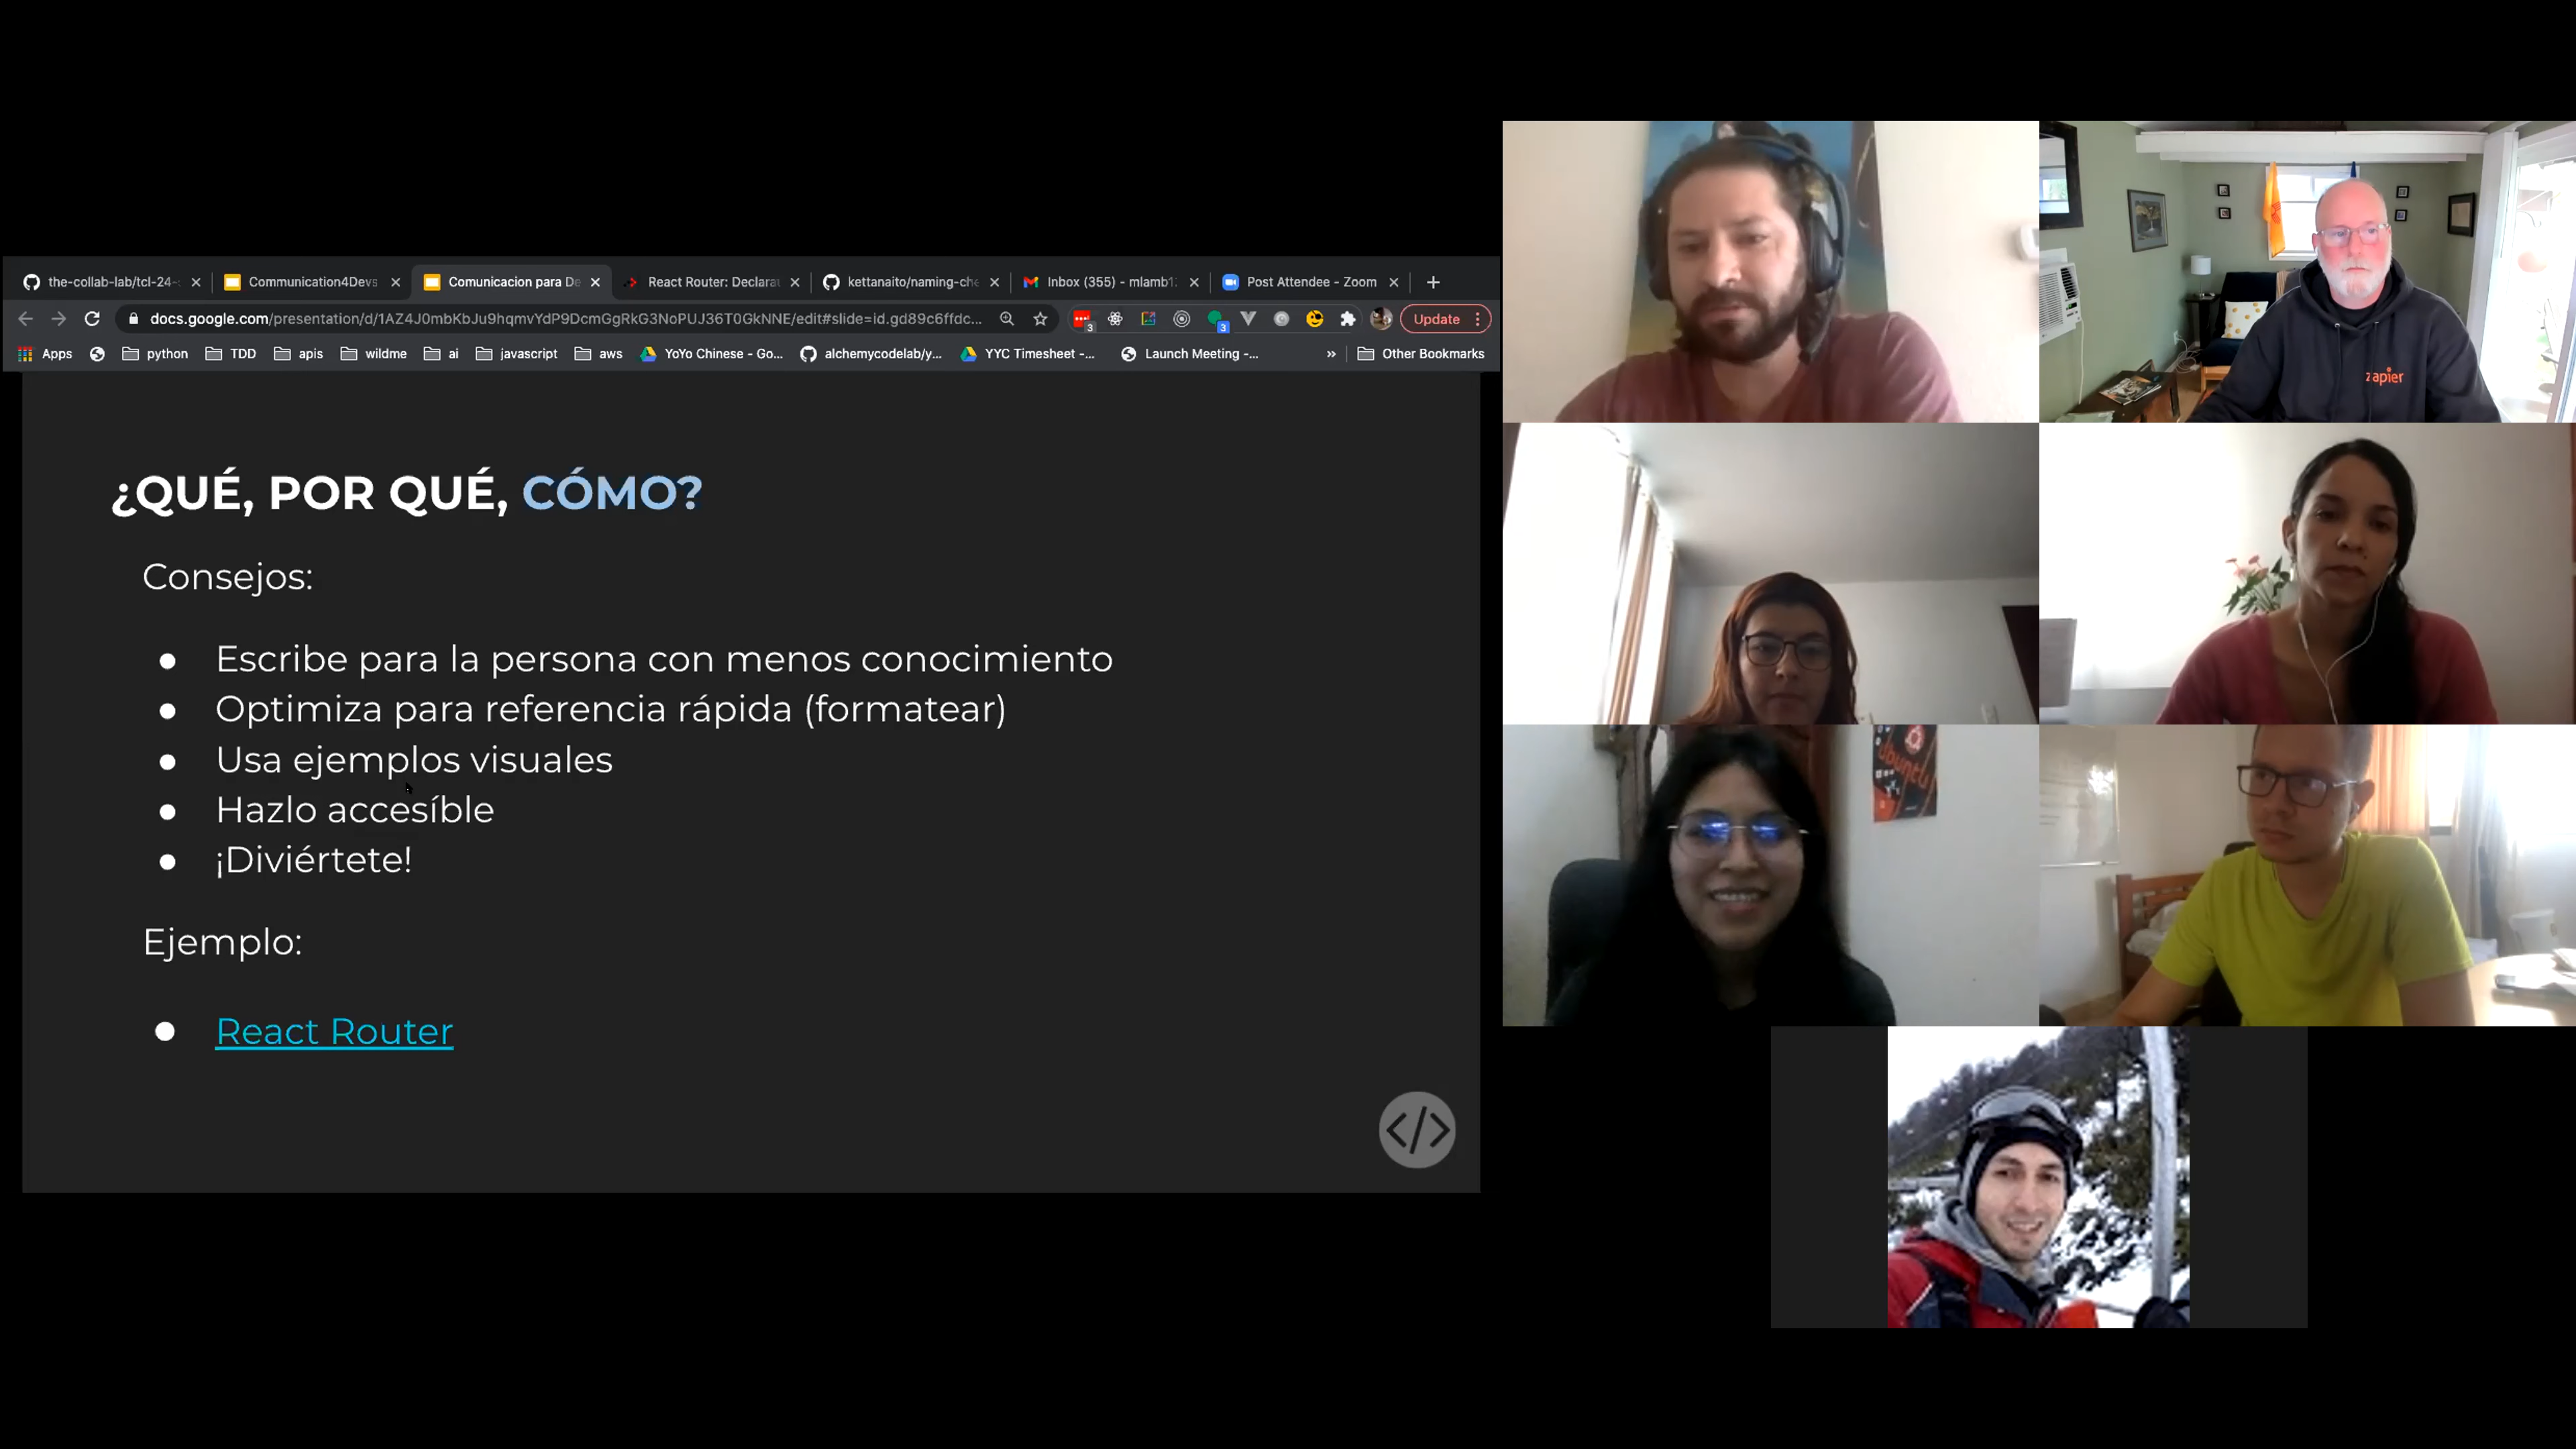 the-collab-lab/tcl-24-
Communication4Devs
Comunicacion para De
React Router: Declara
kettanaito/naming-che
Inbox (355) - mlamb1
Post Attendee - Zoom
docs.google.com/presentation/d/1AZ4J0mbKbJu9hqmvYdP9DcmGgRkG3NoPUJ36T0GkNNE/edit#slide=id.gd89c6ffdc...
3
3
Update
Apps
python
TDD
apis
wildme
ai
javascript
aws
YoYo Chinese - Go...
alchemycodelab/y...
YYC Timesheet -...
Launch Meeting -...
»
Other Bookmarks
¿QUÉ, POR QUÉ, CÓMO?
Consejos:
● Escribe para la persona con menos conocimiento
● Optimiza para referencia rápida (formatear)
● Usa ejemplos visuales
● Hazlo accesíble
● ¡Diviértete!
Ejemplo:
● React Router
</>
zapier
ubuntu